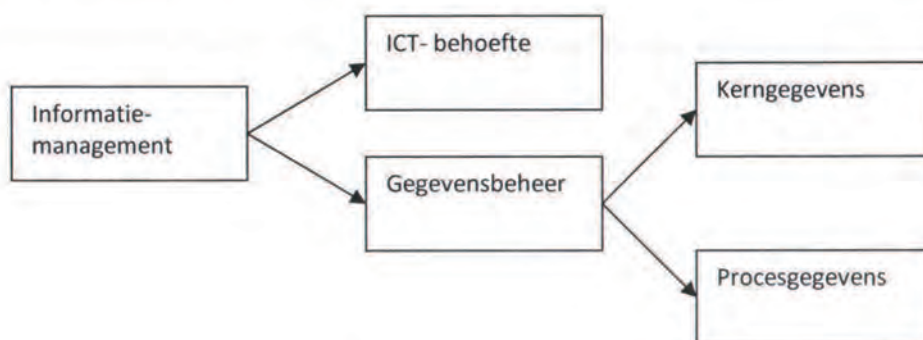 ICT- behoefte
Informatie-
management
Gegevensbeheer
Kerngegevens
Procesgegevens